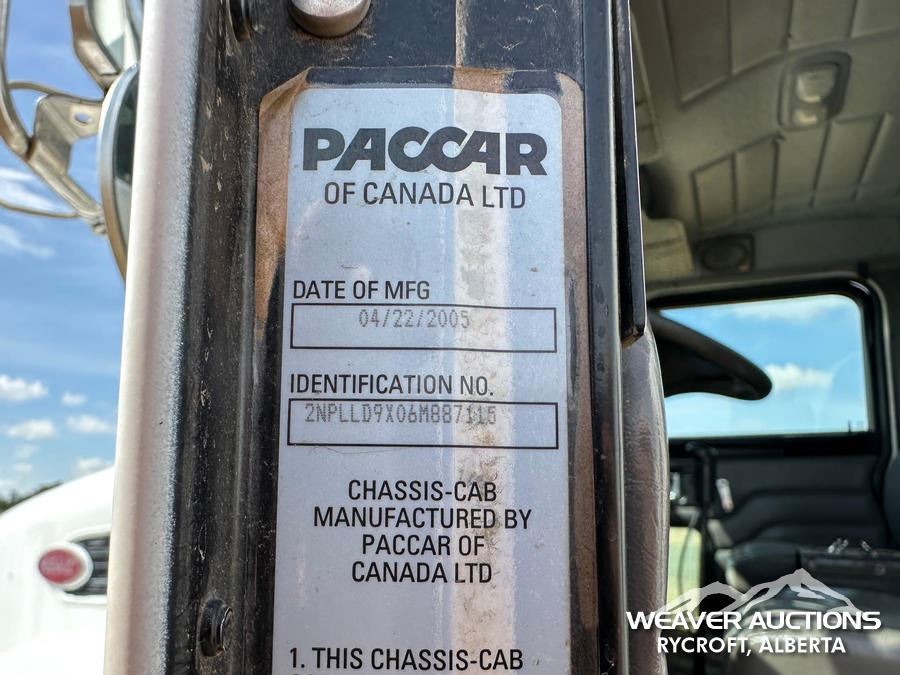 PACCAR
OF CANADA LTD
DATE OF MFG
04/22/2005
IDENTIFICATION NO.
2NPLLD9X06M887115
CHASSIS-CAB
MANUFACTURED BY
PACCAR OF
CANADA LTD
1. THIS CHASSIS-CAB
WEAVER AUCTIONS
RYCROFT, ALBERTA